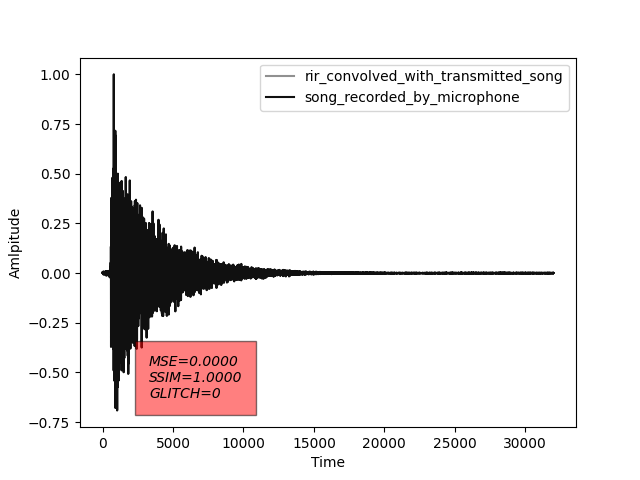 rir_convolved_with_transmitted_song
song_recorded_by_microphone
1.00
0.75
0.50
0.25
0.00
−0.25
−0.50
−0.75
Amlpitude
MSE=0.0000
SSIM=1.0000
GLITCH=0
0 5000 10000 15000 20000 25000 30000
Time